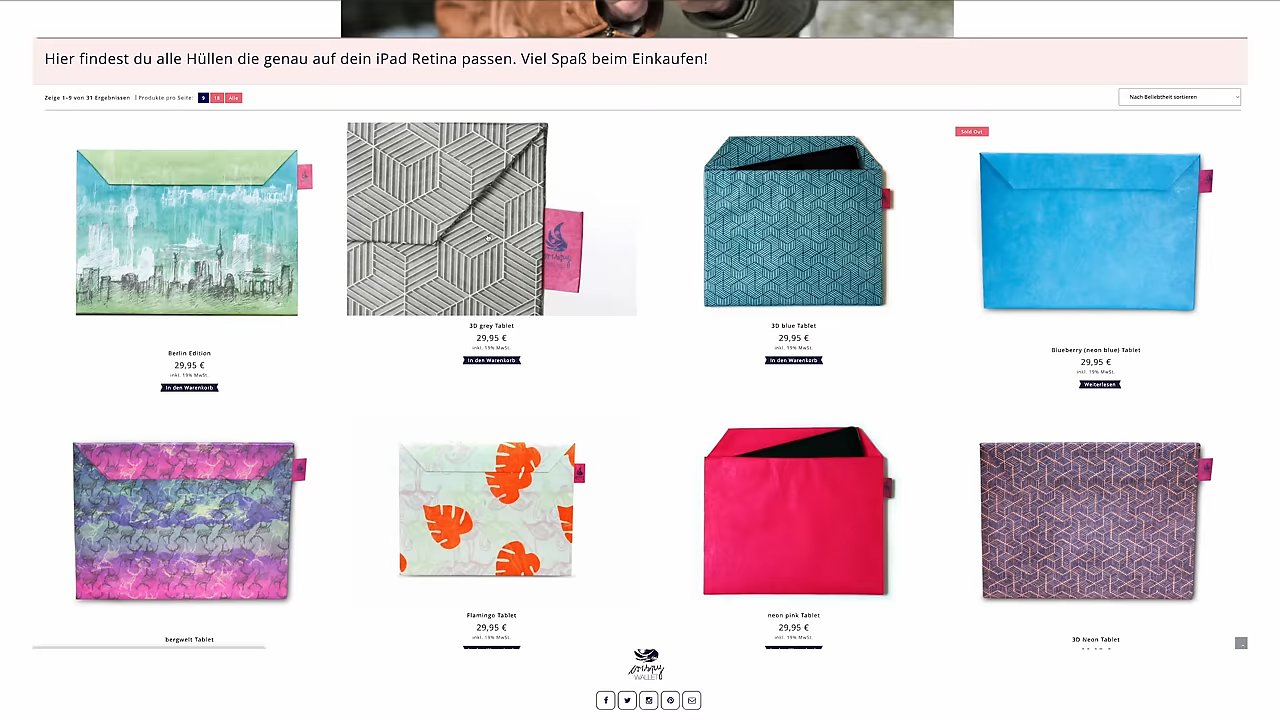 Hier findest du alle Hüllen die genau auf dein iPad Retina passen. Viel Spaß beim Einkaufen!
Zeige 1–9 von 31 Ergebnissen | Produkte pro Seite: 9 18 Alle
Nach Beliebtheit sortieren
Sold Out
Berlin Edition
29,95 €
inkl. 19% MwSt.
In den Warenkorb
3D grey Tablet
29,95 €
inkl. 19% MwSt.
In den Warenkorb
3D blue Tablet
29,95 €
inkl. 19% MwSt.
In den Warenkorb
Blueberry (neon blue) Tablet
29,95 €
inkl. 19% MwSt.
Weiterlesen
bergwelt Tablet
Flamingo Tablet
29,95 €
inkl. 19% MwSt.
neon pink Tablet
29,95 €
inkl. 19% MwSt.
3D Neon Tablet
WALLET